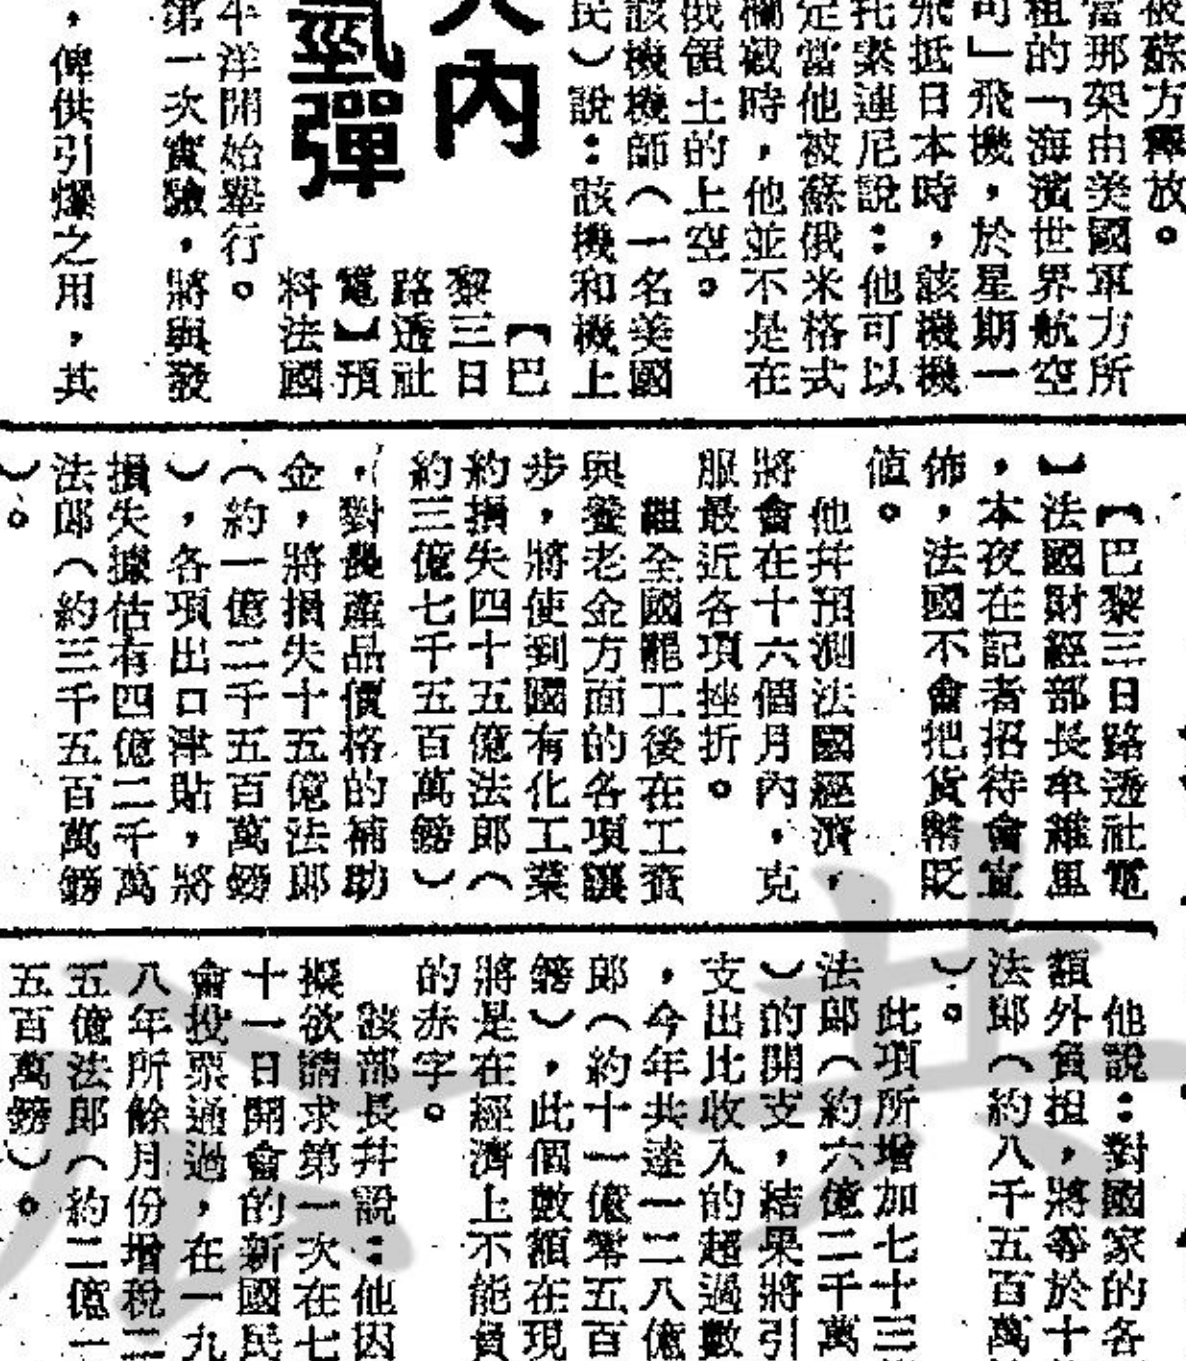 被蘇方釋放。
當那架由美國軍方所
租的「海濱世界航空
司」飛機，於星期一
飛抵日本時，該機機
托索連尼說：他可以
定當他被蘇俄米格式
攔截時，他並不是在
俄領土的上空。
該機機師（一名美國
民）說：該機和機上
內
氫彈
【巴
黎三日
路透社
電】預
料法國
平洋開始舉行。
第一次實驗，將與發
，俾供引爆之用，其
【巴黎三日路透社電
】法國財經部長牟維里
，本夜在記者招待會宣
佈，法國不會把貨幣貶
值。
他幷預測法國經濟，
將會在十六個月內，克
服最近各項挫折。
繼全國罷工後在工資
與養老金方面的各項讓
步，將使到國有化工業
約損失四十五億法郎（
約三億七千五百萬鎊）
，對農產品價格的補助
金，將損失十五億法郎
（約一億二千五百萬鎊
），各項出口津貼，將
損失據估有四億二千萬
法郎（約三千五百萬鎊
）。
他說：對國家的各
額外負担，將等於十
法郎（約八千五百萬
）。
此項所增加七十三
法郎（約六億二千萬
）的開支，結果將引
支出比收入的超過數
，今年共達一二八億
郎（約十一億零五百
鎊），此個數額在現
將是在經濟上不能負
的赤字。
該部長幷說：他因
擬欲請求第一次在七
十一日開會的新國民
會投票通過，在一九
八年所餘月份增稅二
五億法郎（約二億一
五百萬鎊）。